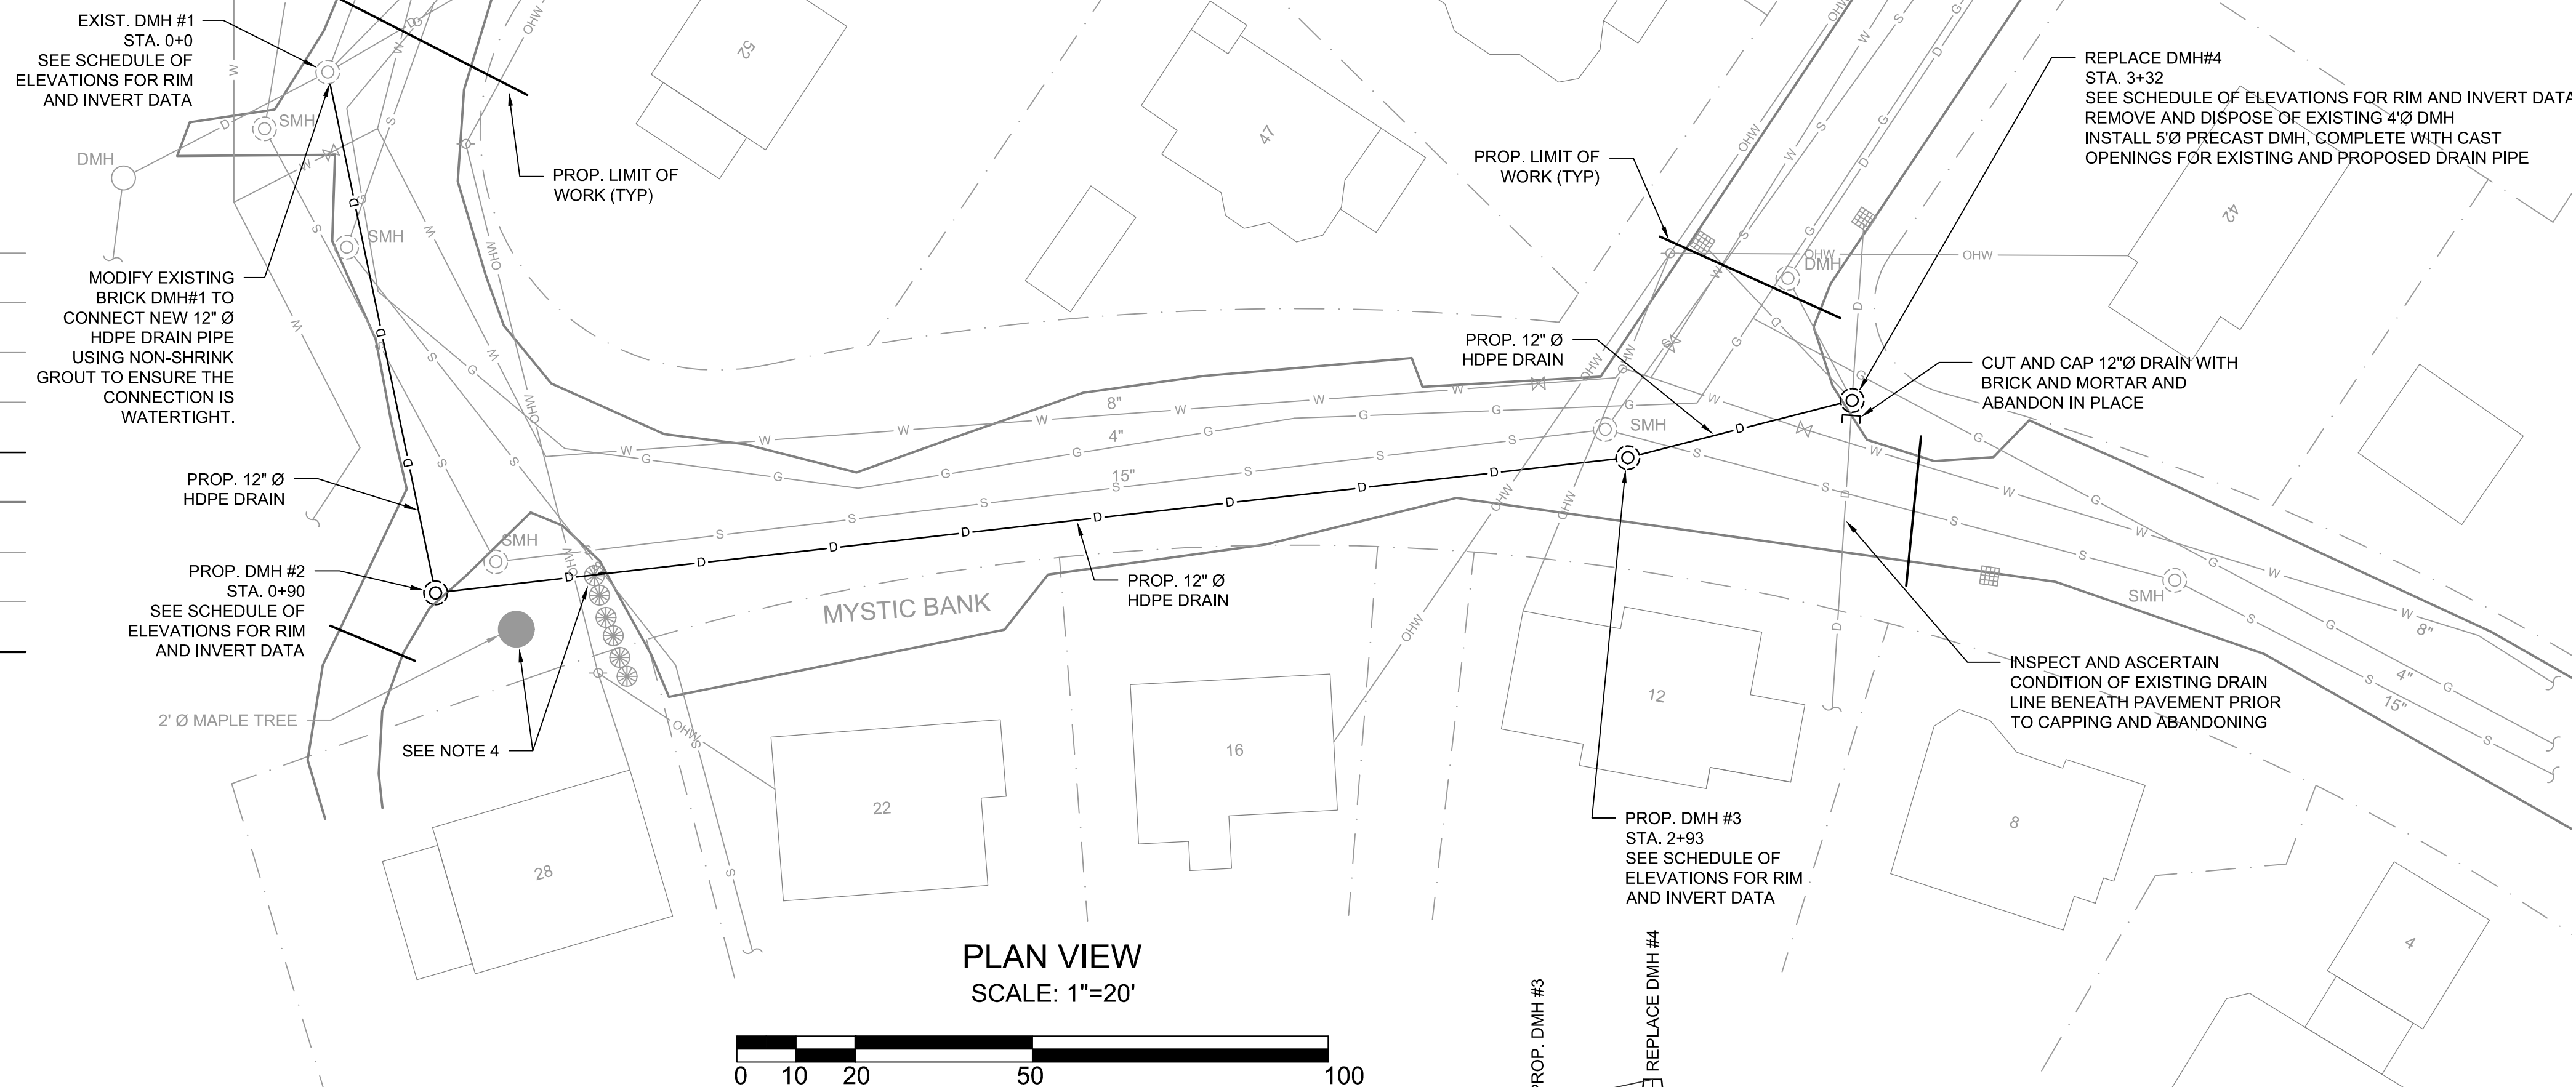 EXIST. DMH #1
STA. 0+0
SEE SCHEDULE OF
ELEVATIONS FOR RIM
AND INVERT DATA
SMH
DMH
SMH
MODIFY EXISTING
BRICK DMH#1 TO
CONNECT NEW 12" Ø
HDPE DRAIN PIPE
USING NON-SHRINK
GROUT TO ENSURE THE
CONNECTION IS
WATERTIGHT.
PROP. LIMIT OF
WORK (TYP)
52
47
PROP. LIMIT OF
WORK (TYP)
REPLACE DMH#4
STA. 3+32
SEE SCHEDULE OF ELEVATIONS FOR RIM AND INVERT DATA
REMOVE AND DISPOSE OF EXISTING 4'Ø DMH
INSTALL 5'Ø PRECAST DMH, COMPLETE WITH CAST
OPENINGS FOR EXISTING AND PROPOSED DRAIN PIPE
42
OHW
OHW
DMH
PROP. 12" Ø
HDPE DRAIN
CUT AND CAP 12"Ø DRAIN WITH
BRICK AND MORTAR AND
ABANDON IN PLACE
8"
4"
15"
SMH
PROP. 12" Ø
HDPE DRAIN
SMH
PROP. DMH #2
STA. 0+90
SEE SCHEDULE OF
ELEVATIONS FOR RIM
AND INVERT DATA
PROP. 12" Ø
HDPE DRAIN
MYSTIC BANK
SMH
8"
4"
15"
INSPECT AND ASCERTAIN
CONDITION OF EXISTING DRAIN
LINE BENEATH PAVEMENT PRIOR
TO CAPPING AND ABANDONING
2' Ø MAPLE TREE
SEE NOTE 4
28
22
16
12
8
4
PROP. DMH #3
STA. 2+93
SEE SCHEDULE OF
ELEVATIONS FOR RIM
AND INVERT DATA
PLAN VIEW
SCALE: 1"=20'
0 10 20 50 100
PROP. DMH #3
REPLACE DMH #4